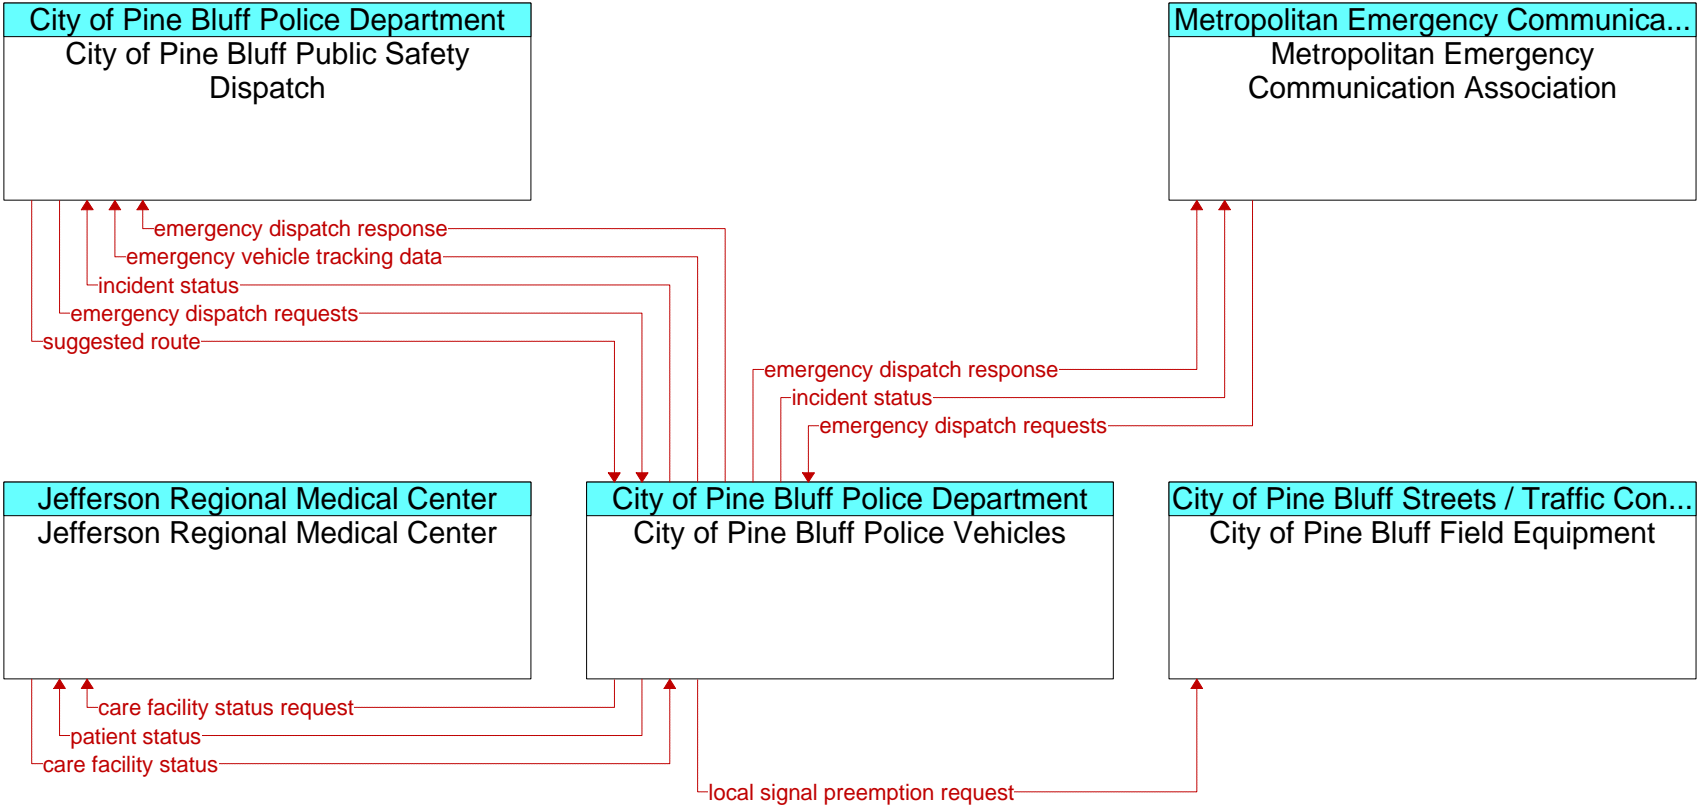 City of Pine Bluff Police Department
City of Pine Bluff Public Safety
Dispatch
Metropolitan Emergency Communica...
Metropolitan Emergency
Communication Association
emergency dispatch response
emergency vehicle tracking data
incident status
emergency dispatch requests
suggested route
emergency dispatch response
incident status
emergency dispatch requests
Jefferson Regional Medical Center
Jefferson Regional Medical Center
City of Pine Bluff Police Department
City of Pine Bluff Police Vehicles
City of Pine Bluff Streets / Traffic Con...
City of Pine Bluff Field Equipment
care facility status request
patient status
care facility status
local signal preemption request